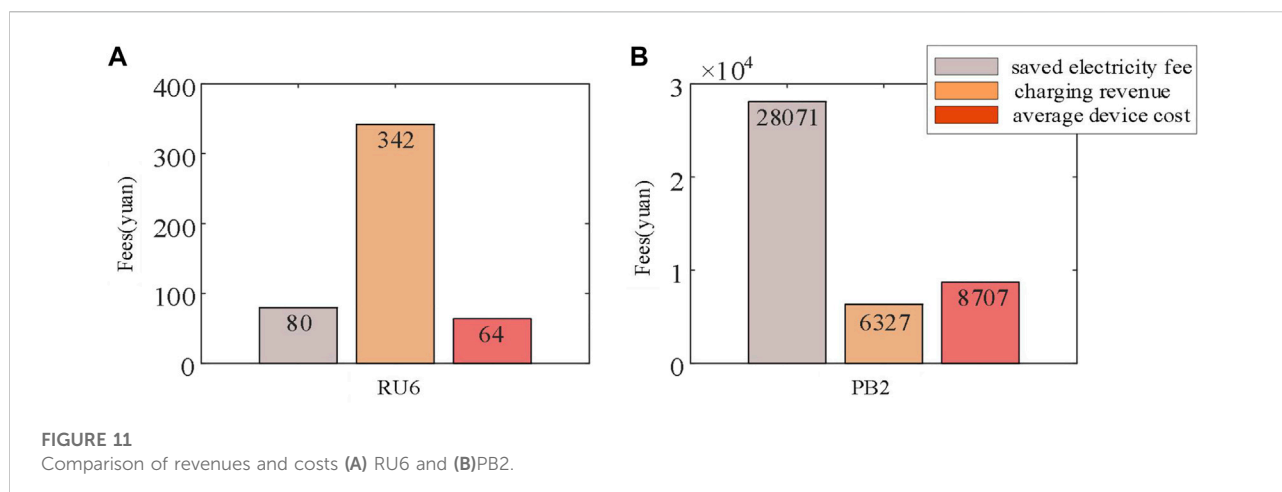 A
400
300
200
100
0
Fees(yuan)
80
342
64
RU6
B
×10⁴
3
2
1
0
Fees(yuan)
28071
6327
8707
PB2
saved electricity fee
charging revenue
average device cost
FIGURE 11
Comparison of revenues and costs (A) RU6 and (B)PB2.